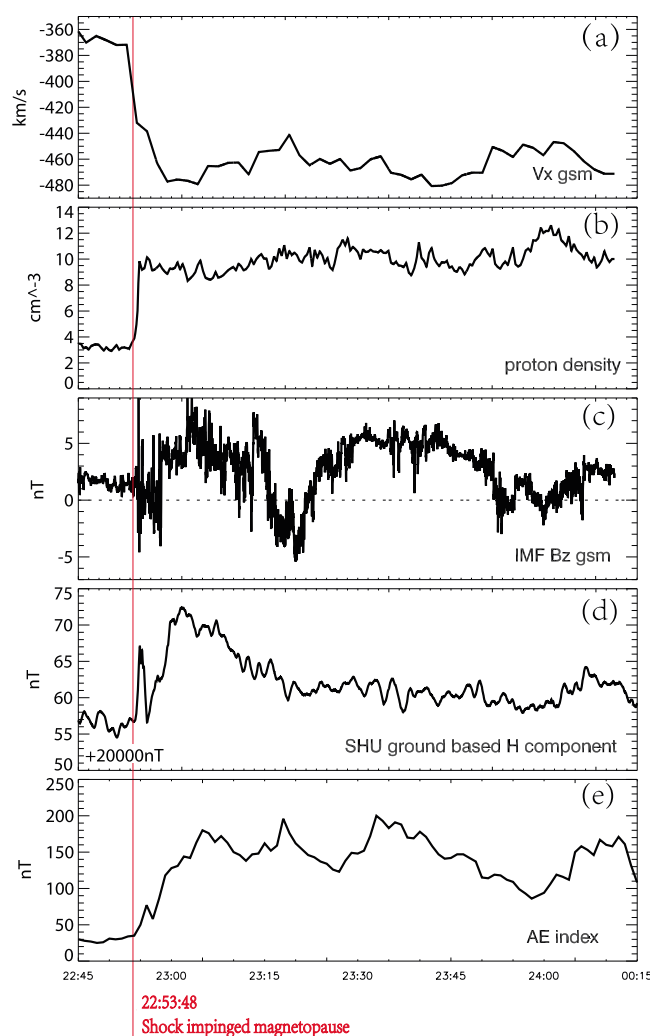 -360
-380
-400
-420
-440
-460
-480
km/s
(a)
Vx gsm
14
12
10
8
6
4
2
0
cm^-3
(b)
proton density
5
0
-5
nT
(c)
IMF Bz gsm
75
70
65
60
55
50
nT
(d)
+20000nT
SHU ground based H component
250
200
150
100
50
0
nT
(e)
AE index
22:45 23:00 23:15 23:30 23:45 24:00 00:15
22:53:48
Shock impinged magnetopause